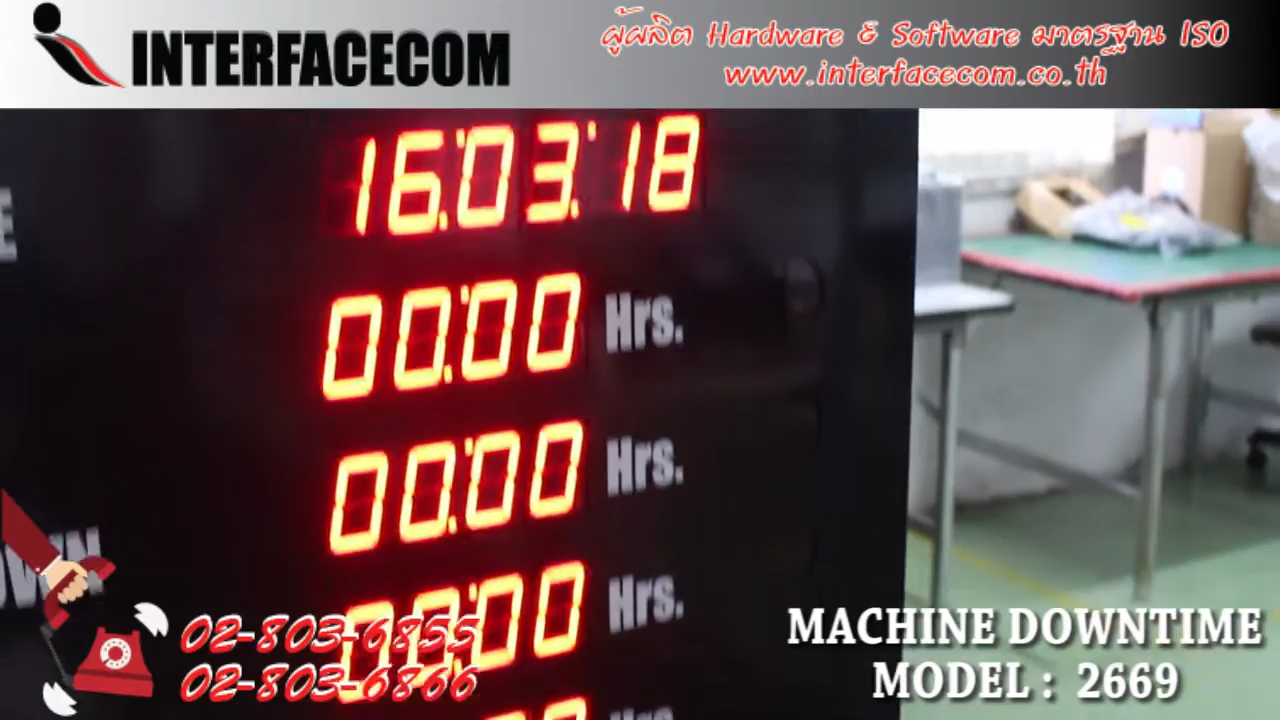 INTERFACECOM
ผู้ผลิต Hardware & Software มาตรฐาน ISO
www.interfacecom.co.th
16.03.18
00:00 Hrs.
00:00 Hrs.
00:00 Hrs.
02-803-6855
02-803-6866
MACHINE DOWNTIME
MODEL : 2669